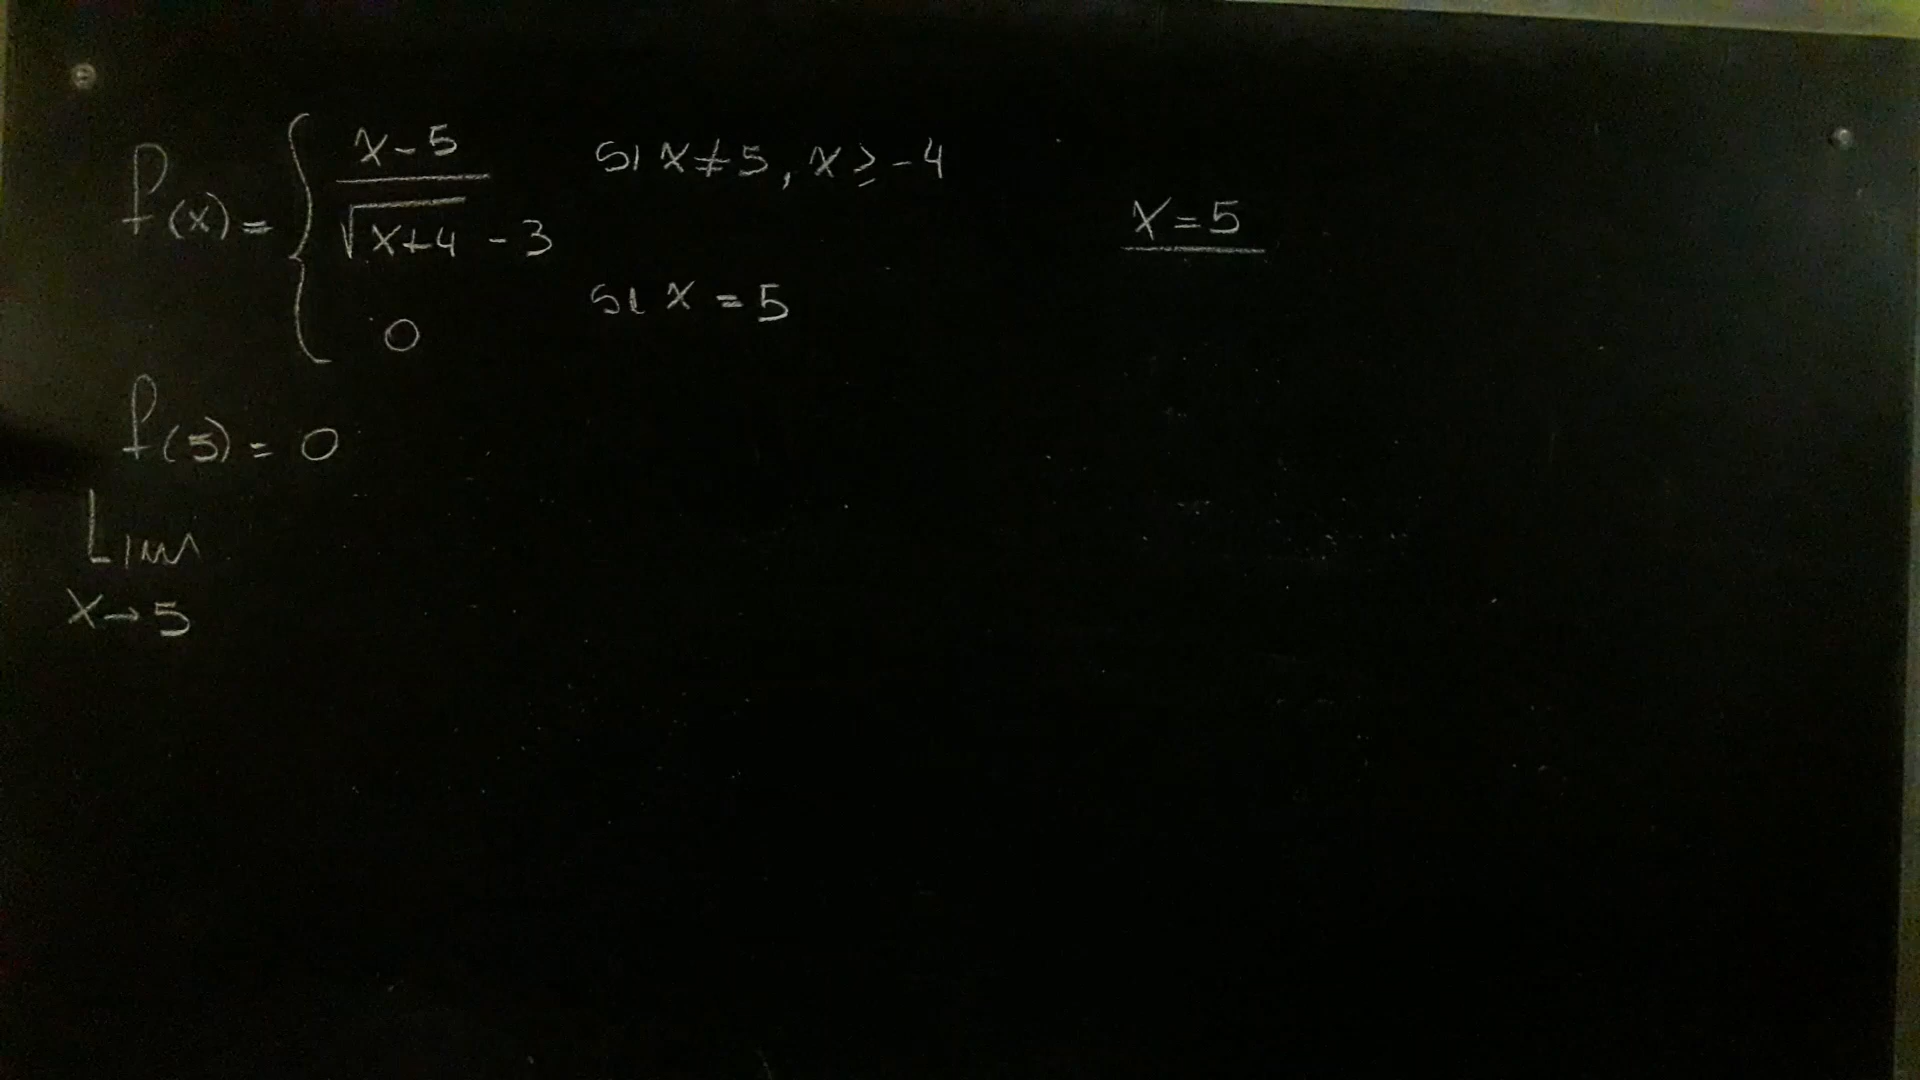 f(x) = { x-5 / √x+4 - 3 si x≠5, x ≥ -4
0 si x = 5
x = 5
f(5) = 0
Lim
x→5